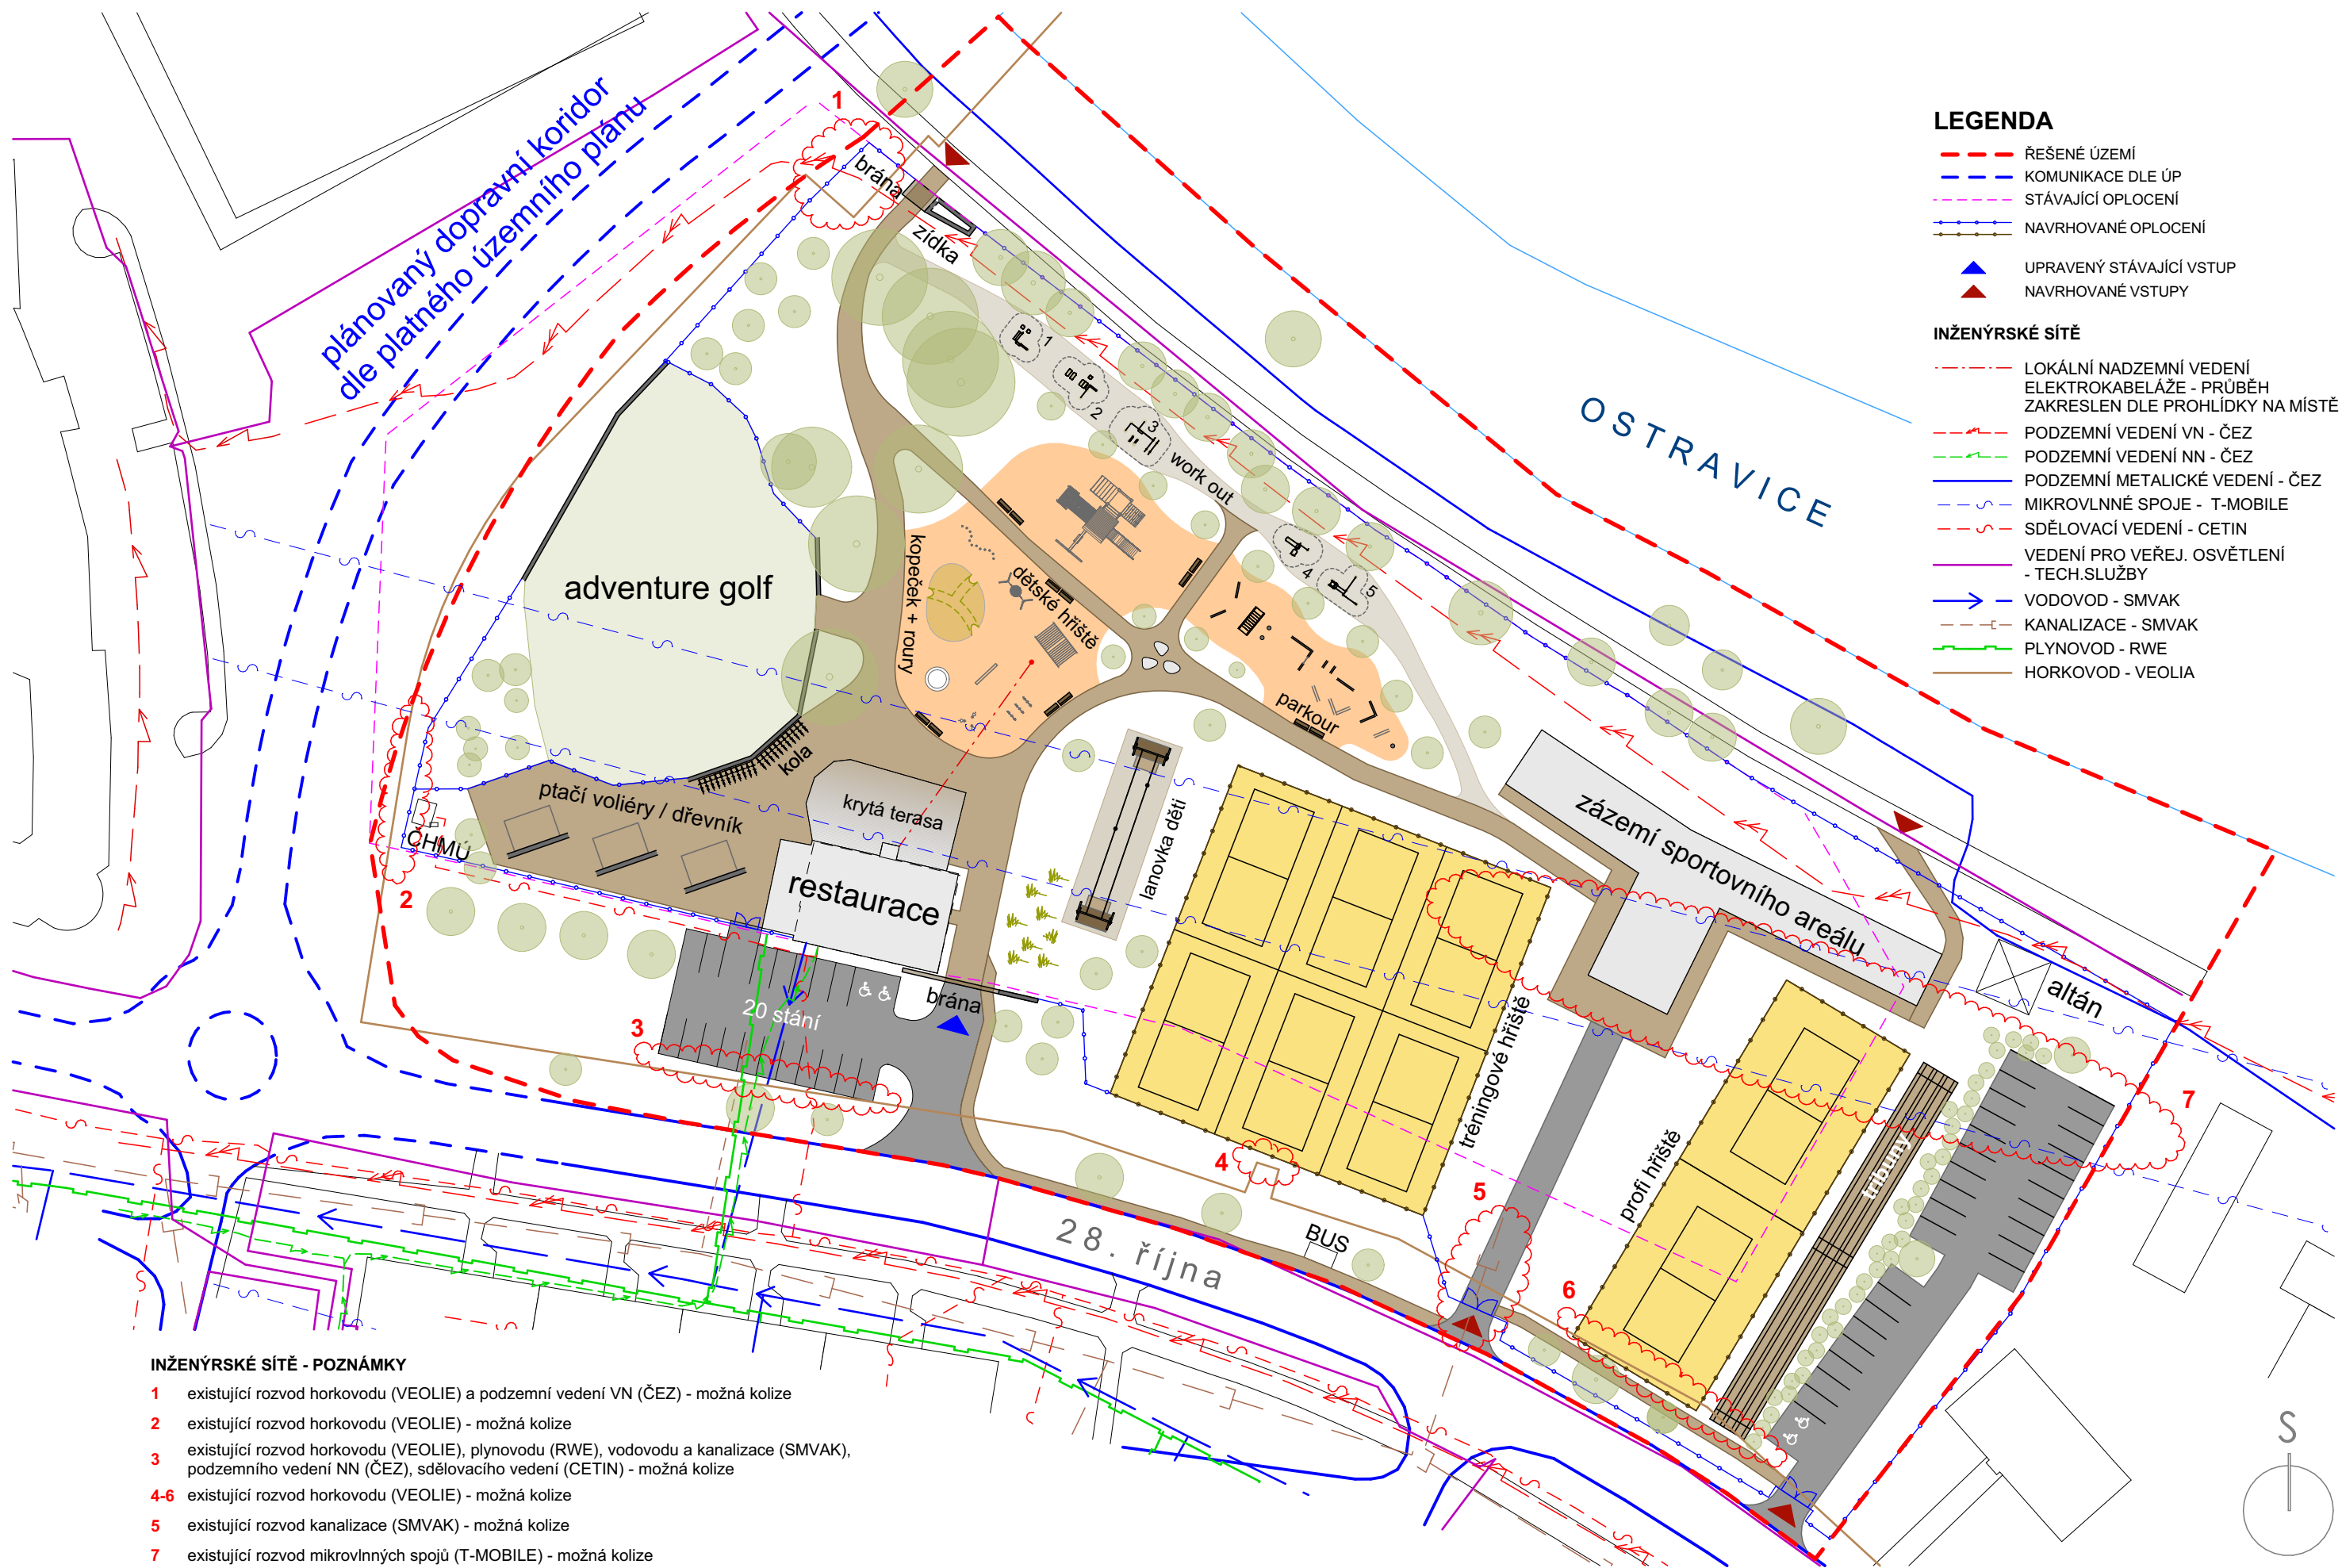 plánovaný dopravní koridor
dle platného územního plánu
1
brána
zídka
1
2
3
work out
4
5
OSTRAVICE
adventure golf
kopeček + roury
dětské hřiště
parkour
kola
ptačí voliéry / dřevník
krytá terasa
lanovka děti
ČHMÚ
2
restaurace
zázemí sportovního areálu
20 stání
brána
3
altán
tréningové hřiště
7
profi hřiště
tribuny
4
5
BUS
6
28. října
S
LEGENDA
ŘEŠENÉ ÚZEMÍ
KOMUNIKACE DLE ÚP
STÁVAJÍCÍ OPLOCENÍ
NAVRHOVANÉ OPLOCENÍ
UPRAVENÝ STÁVAJÍCÍ VSTUP
NAVRHOVANÉ VSTUPY
INŽENÝRSKÉ SÍTĚ
LOKÁLNÍ NADZEMNÍ VEDENÍ
ELEKTROKABELÁŽE - PRŮBĚH
ZAKRESLEN DLE PROHLÍDKY NA MÍSTĚ
PODZEMNÍ VEDENÍ VN - ČEZ
PODZEMNÍ VEDENÍ NN - ČEZ
PODZEMNÍ METALICKÉ VEDENÍ - ČEZ
MIKROVLNNÉ SPOJE - T-MOBILE
SDĚLOVACÍ VEDENÍ - CETIN
VEDENÍ PRO VEŘEJ. OSVĚTLENÍ
- TECH.SLUŽBY
VODOVOD - SMVAK
KANALIZACE - SMVAK
PLYNOVOD - RWE
HORKOVOD - VEOLIA
INŽENÝRSKÉ SÍTĚ - POZNÁMKY
1 existující rozvod horkovodu (VEOLIE) a podzemní vedení VN (ČEZ) - možná kolize
2 existující rozvod horkovodu (VEOLIE) - možná kolize
3 existující rozvod horkovodu (VEOLIE), plynovodu (RWE), vodovodu a kanalizace (SMVAK),
podzemního vedení NN (ČEZ), sdělovacího vedení (CETIN) - možná kolize
4-6 existující rozvod horkovodu (VEOLIE) - možná kolize
5 existující rozvod kanalizace (SMVAK) - možná kolize
7 existující rozvod mikrovlnných spojů (T-MOBILE) - možná kolize